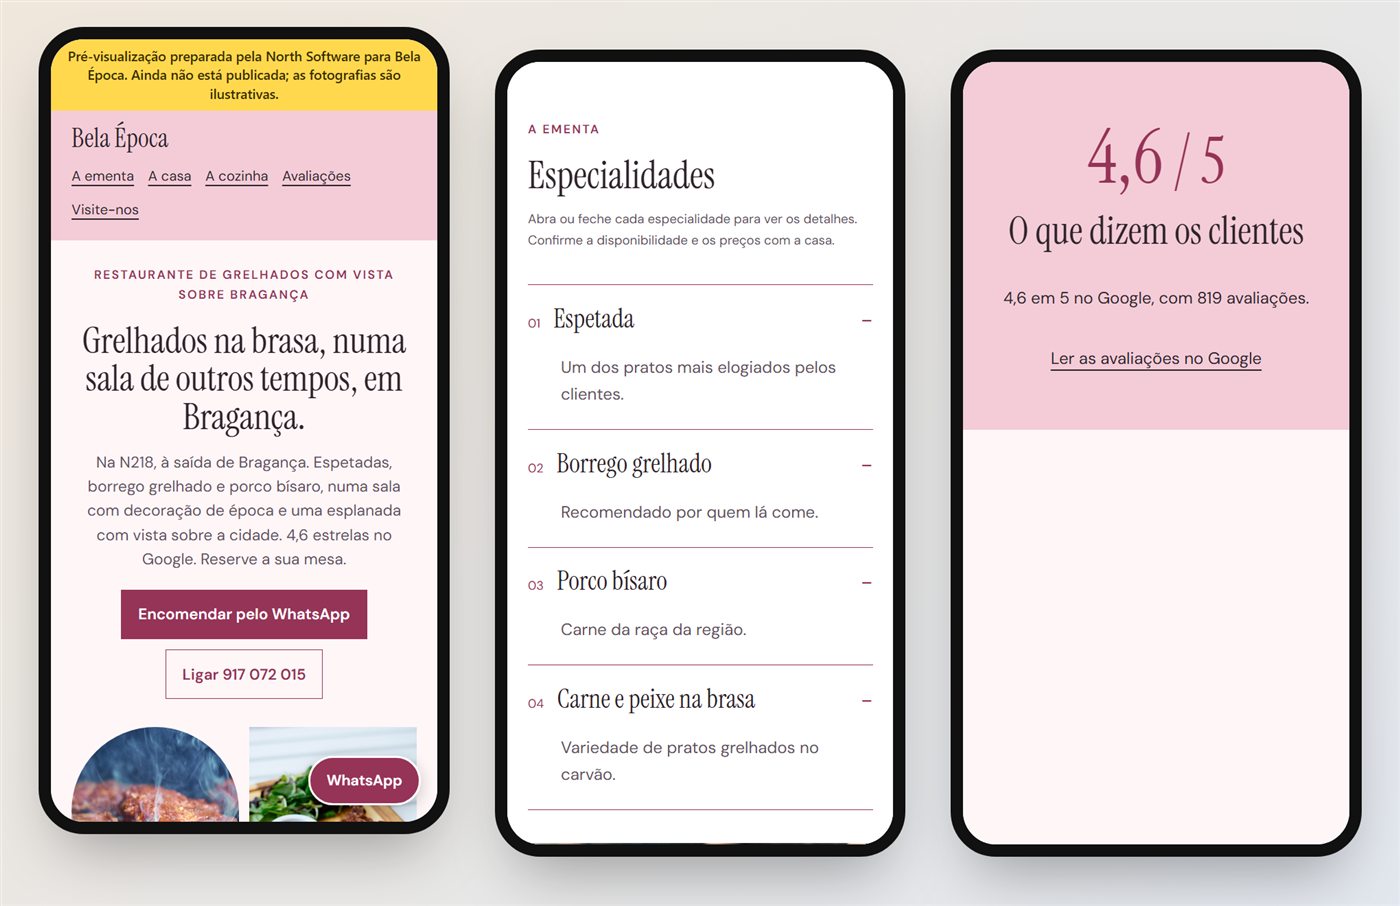 Pré-visualização preparada pela North Software para Bela
Época. Ainda não está publicada; as fotografias são
ilustrativas.
Bela Época
A ementa A casa A cozinha Avaliações
Visite-nos
RESTAURANTE DE GRELHADOS COM VISTA
SOBRE BRAGANÇA
Grelhados na brasa, numa
sala de outros tempos, em
Bragança.
Na N218, à saída de Bragança. Espetadas,
borrego grelhado e porco bísaro, numa sala
com decoração de época e uma esplanada
com vista sobre a cidade. 4,6 estrelas no
Google. Reserve a sua mesa.
Encomendar pelo WhatsApp
Ligar 917 072 015
WhatsApp
A EMENTA
Especialidades
Abra ou feche cada especialidade para ver os detalhes.
Confirme a disponibilidade e os preços com a casa.
01 Espetada −
Um dos pratos mais elogiados pelos
clientes.
02 Borrego grelhado −
Recomendado por quem lá come.
03 Porco bísaro −
Carne da raça da região.
04 Carne e peixe na brasa −
Variedade de pratos grelhados no
carvão.
4,6 / 5
O que dizem os clientes
4,6 em 5 no Google, com 819 avaliações.
Ler as avaliações no Google